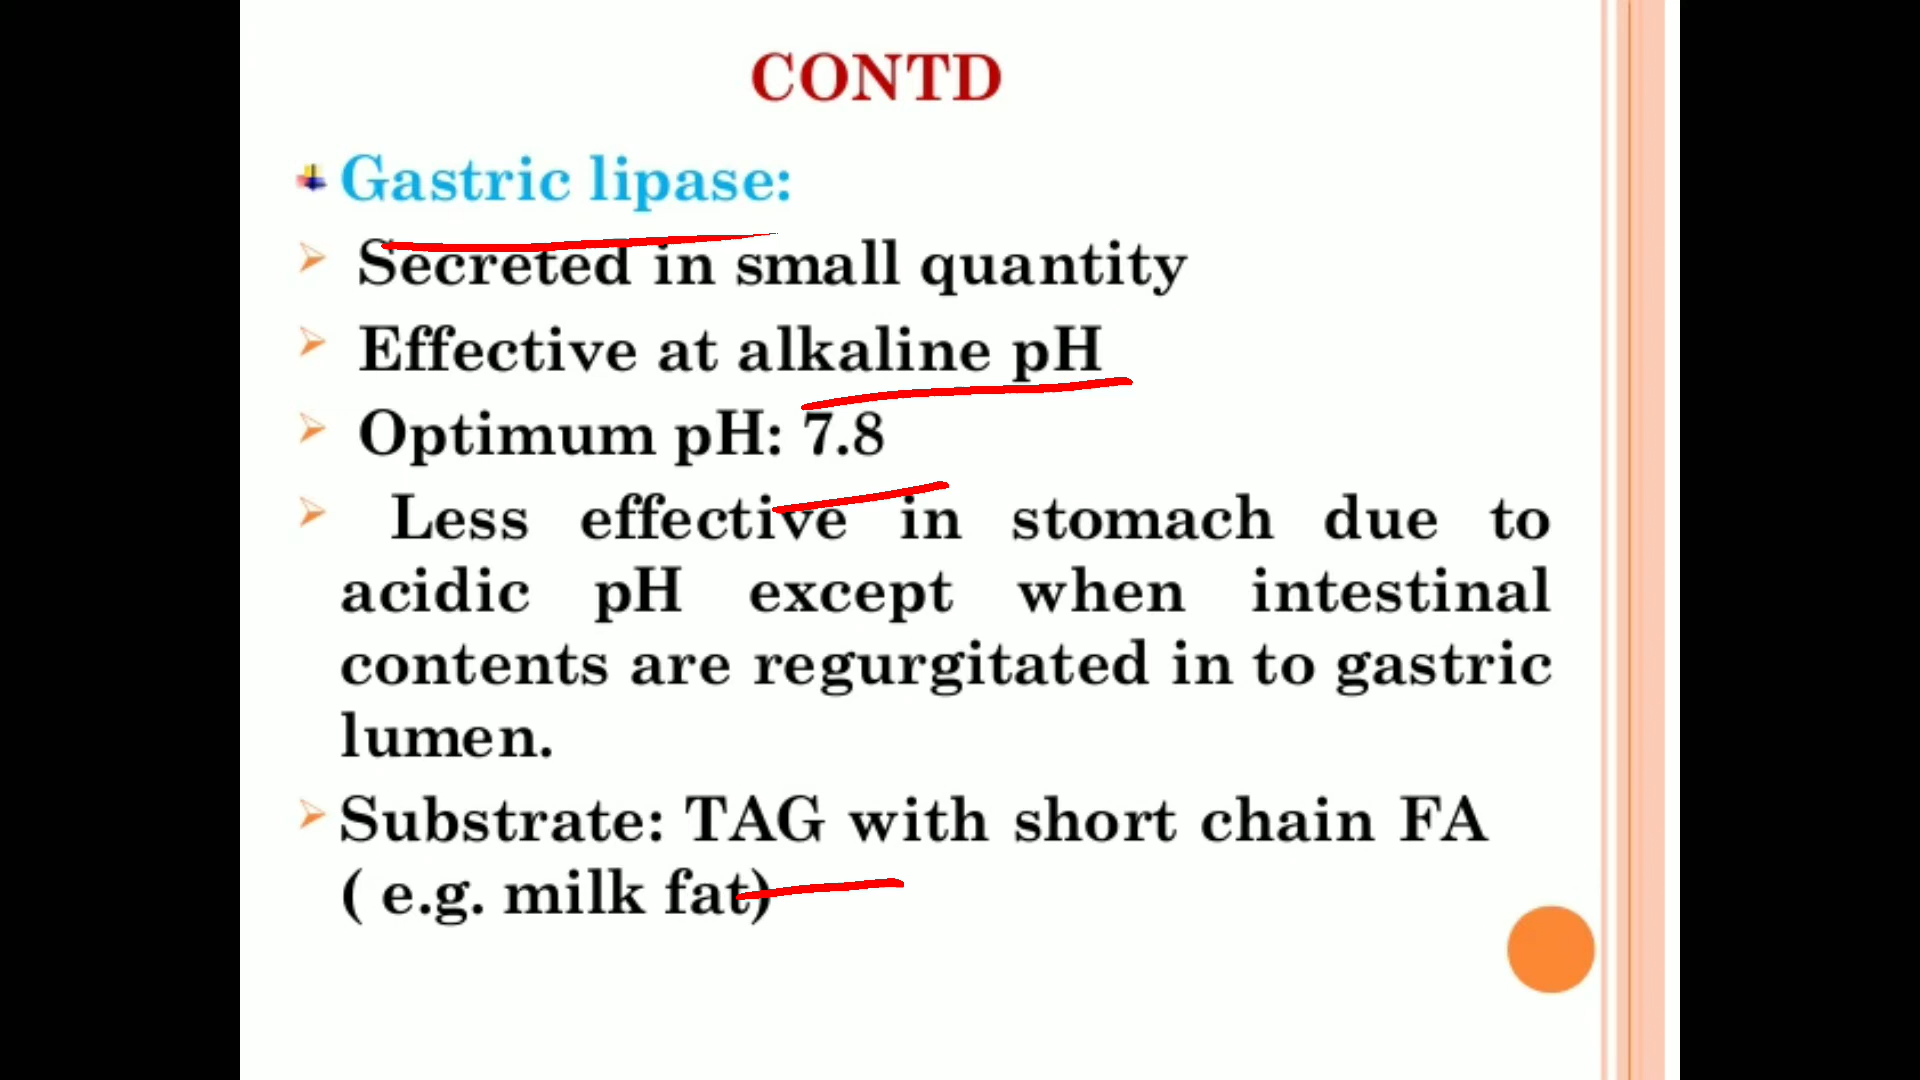 CONTD
Gastric lipase:
Secreted in small quantity
Effective at alkaline pH
Optimum pH: 7.8
Less effective in stomach due to
acidic pH except when intestinal
contents are regurgitated in to gastric
lumen.
Substrate: TAG with short chain FA
( e.g. milk fat)